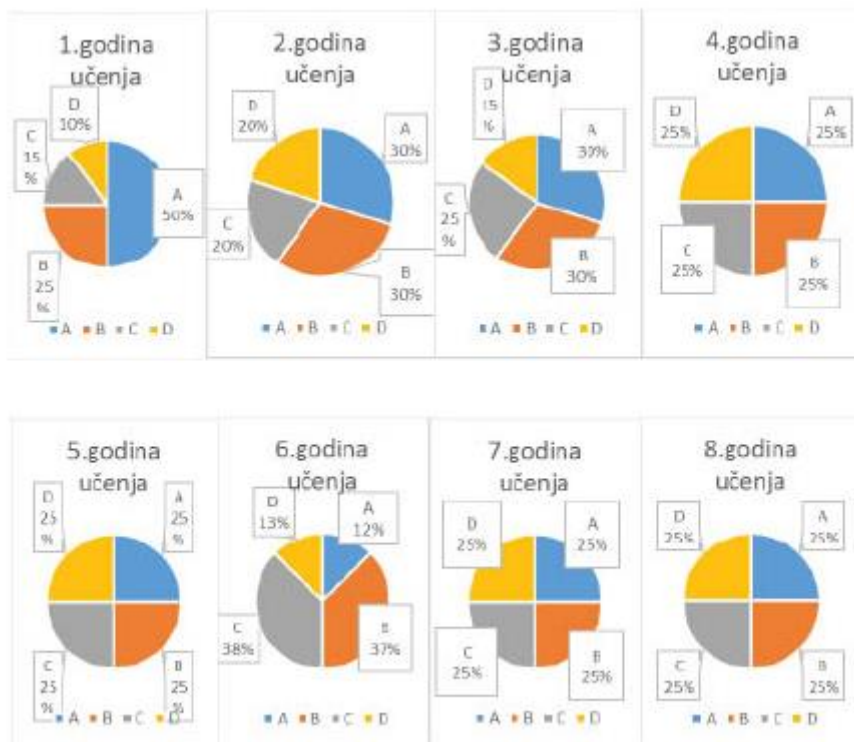 1.godina
učenja
D
10%
C
15
%
A
50%
B
25
%
A B C D
2.godina
učenja
D
20%
A
30%
C
20%
B
30%
A B C D
3.godina
učenja
D
15
%
A
30%
C
25
%
B
30%
A B C D
4.godina
učenja
D
25%
A
25%
C
25%
B
25%
A B C D
5.godina
učenja
D
25
%
A
25
%
C
25
%
B
25
%
A B C D
6.godina
učenja
D
13%
A
12%
C
38%
B
37%
A B C D
7.godina
učenja
D
25%
A
25%
C
25%
B
25%
A B C D
8.godina
učenja
D
25%
A
25%
C
25%
B
25%
A B C D